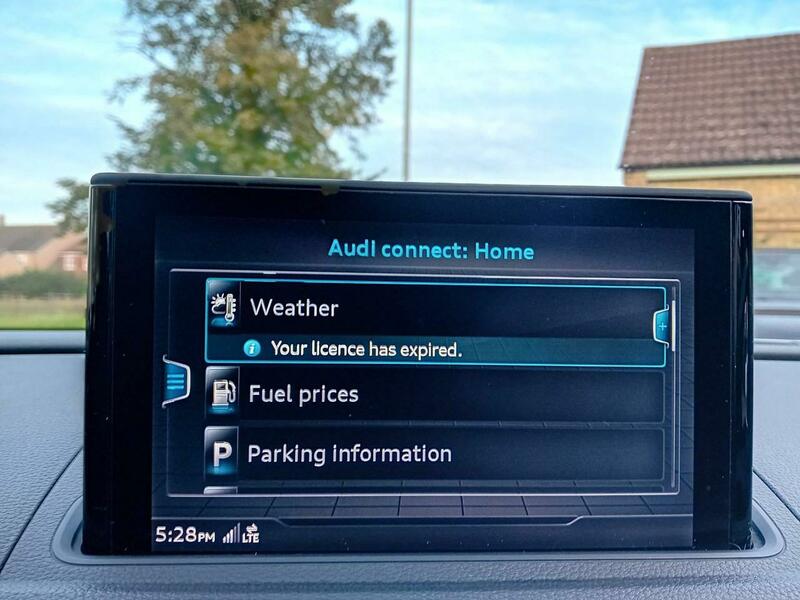 Audi connect: Home
Weather
Your licence has expired.
Fuel prices
P Parking information
5:28PM LTE